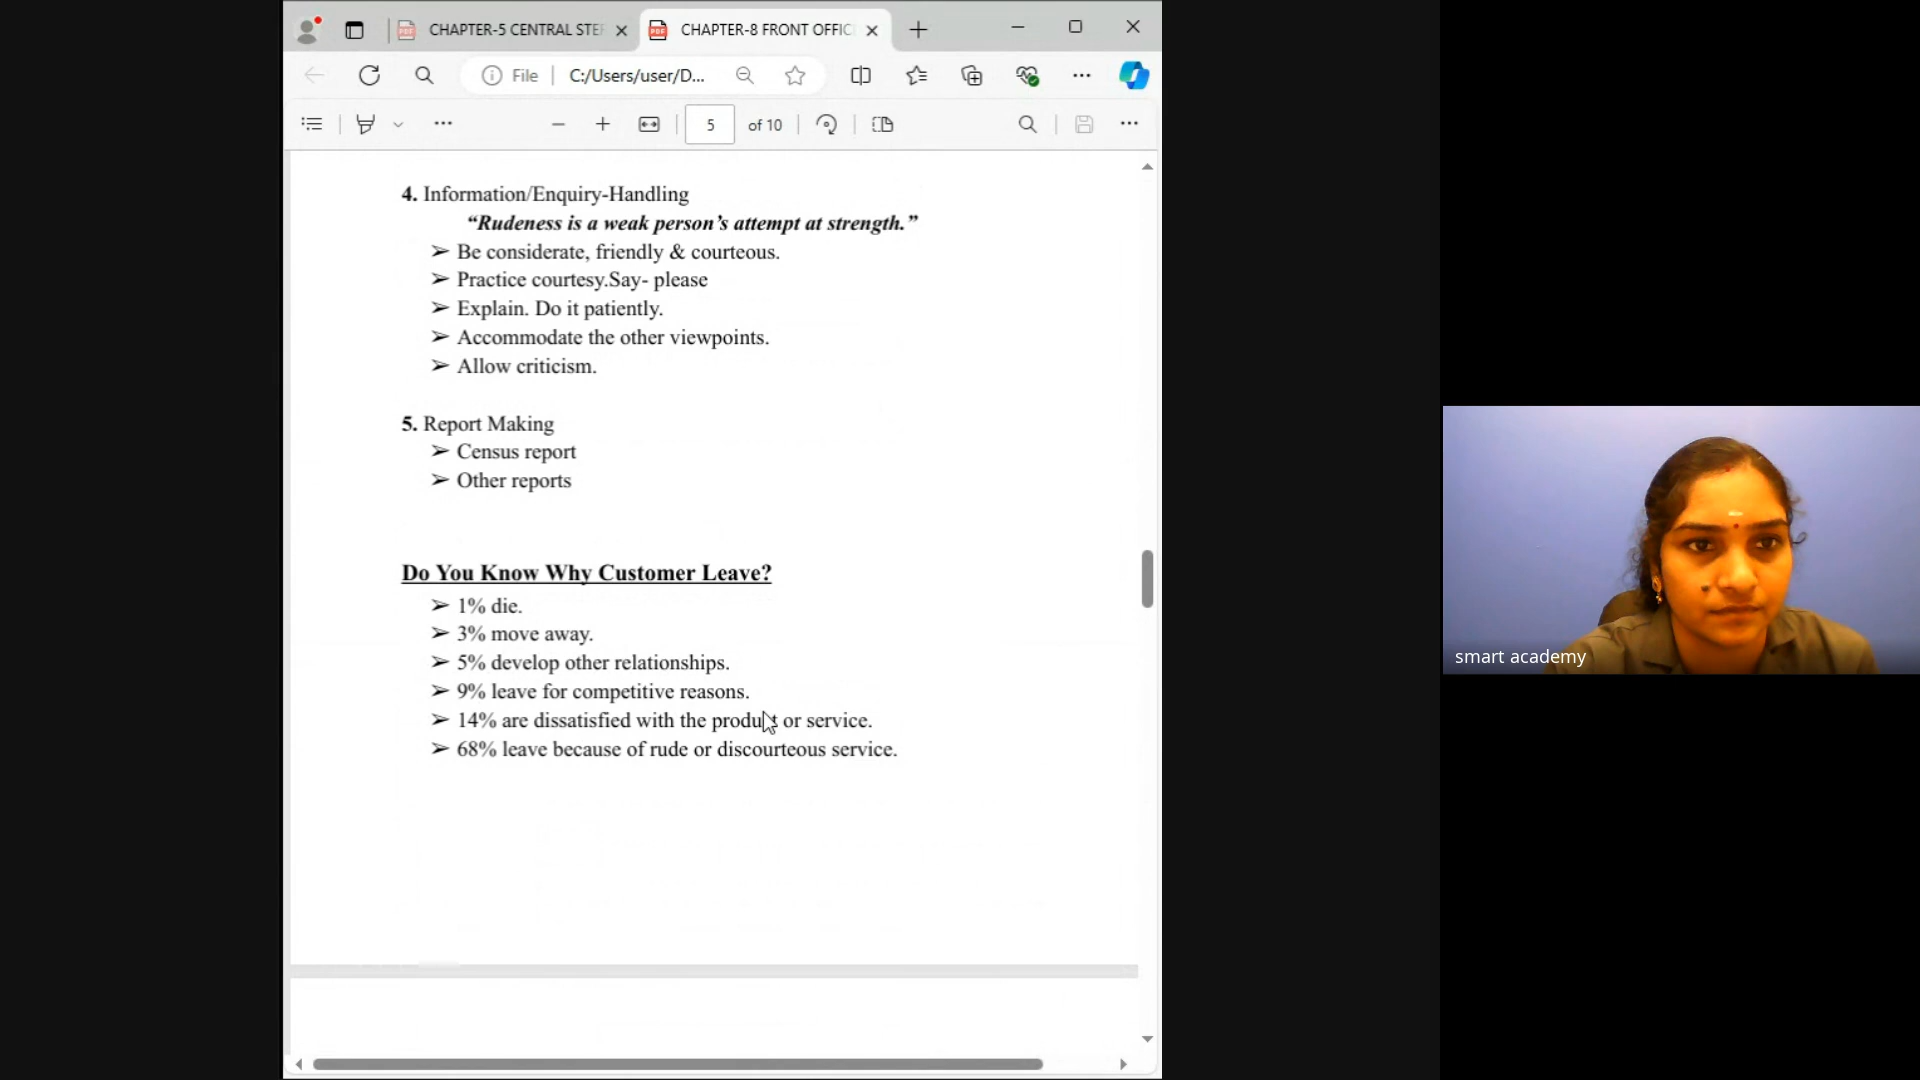 CHAPTER-5 CENTRAL STE
CHAPTER-8 FRONT OFFIC
File
C:/Users/user/D...
5
of 10
4. Information/Enquiry-Handling
“Rudeness is a weak person’s attempt at strength.”
➢ Be considerate, friendly & courteous.
➢ Practice courtesy.Say- please
➢ Explain. Do it patiently.
➢ Accommodate the other viewpoints.
➢ Allow criticism.
5. Report Making
➢ Census report
➢ Other reports
Do You Know Why Customer Leave?
➢ 1% die.
➢ 3% move away.
➢ 5% develop other relationships.
➢ 9% leave for competitive reasons.
➢ 14% are dissatisfied with the product or service.
➢ 68% leave because of rude or discourteous service.
smart academy